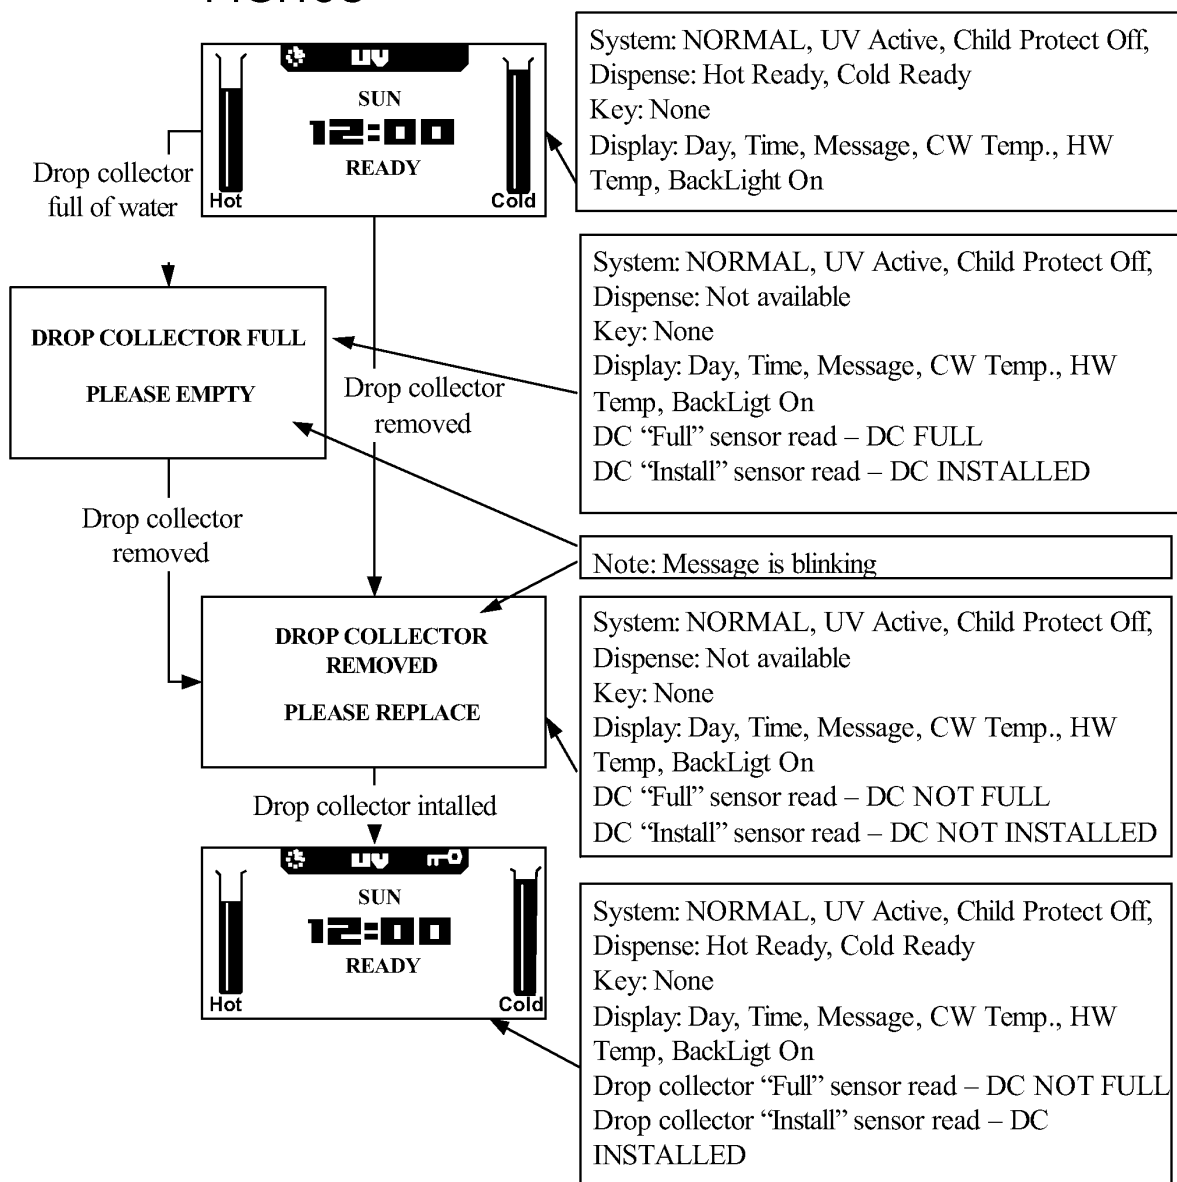 UV
SUN
12:00
READY
Hot
Cold
System: NORMAL, UV Active, Child Protect Off,
Dispense: Hot Ready, Cold Ready
Key: None
Display: Day, Time, Message, CW Temp., HW
Temp, BackLight On
Drop collector
full of water
System: NORMAL, UV Active, Child Protect Off,
Dispense: Not available
Key: None
Display: Day, Time, Message, CW Temp., HW
Temp, BackLigt On
DC “Full” sensor read – DC FULL
DC “Install” sensor read – DC INSTALLED
DROP COLLECTOR FULL
PLEASE EMPTY
Drop collector
removed
Drop collector
removed
Note: Message is blinking
DROP COLLECTOR
REMOVED
PLEASE REPLACE
System: NORMAL, UV Active, Child Protect Off,
Dispense: Not available
Key: None
Display: Day, Time, Message, CW Temp., HW
Temp, BackLigt On
DC “Full” sensor read – DC NOT FULL
DC “Install” sensor read – DC NOT INSTALLED
Drop collector intalled
UV
SUN
12:00
READY
Hot
Cold
System: NORMAL, UV Active, Child Protect Off,
Dispense: Hot Ready, Cold Ready
Key: None
Display: Day, Time, Message, CW Temp., HW
Temp, BackLigt On
Drop collector “Full” sensor read – DC NOT FULL
Drop collector “Install” sensor read – DC
INSTALLED